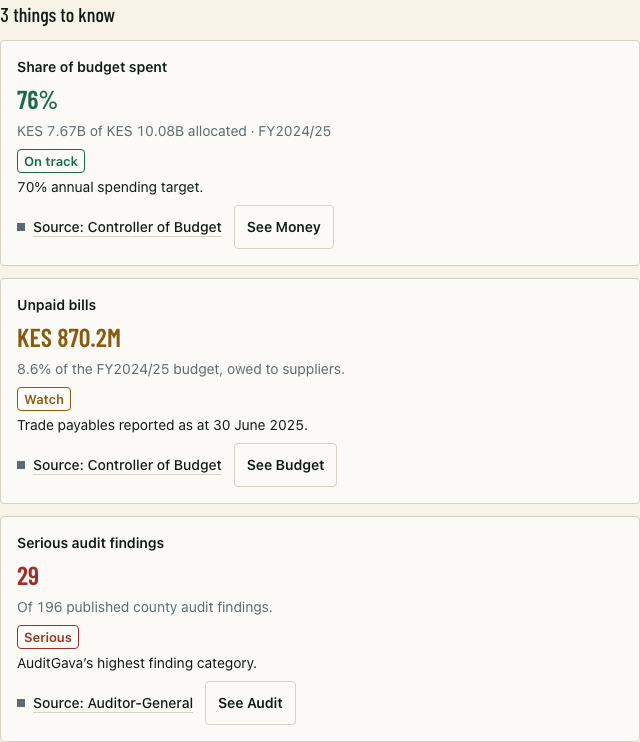 3 things to know
Share of budget spent
76%
KES 7.67B of KES 10.08B allocated · FY2024/25
On track
70% annual spending target.
Source: Controller of Budget
See Money
Unpaid bills
KES 870.2M
8.6% of the FY2024/25 budget, owed to suppliers.
Watch
Trade payables reported as at 30 June 2025.
Source: Controller of Budget
See Budget
Serious audit findings
29
Of 196 published county audit findings.
Serious
AuditGava’s highest finding category.
Source: Auditor-General
See Audit